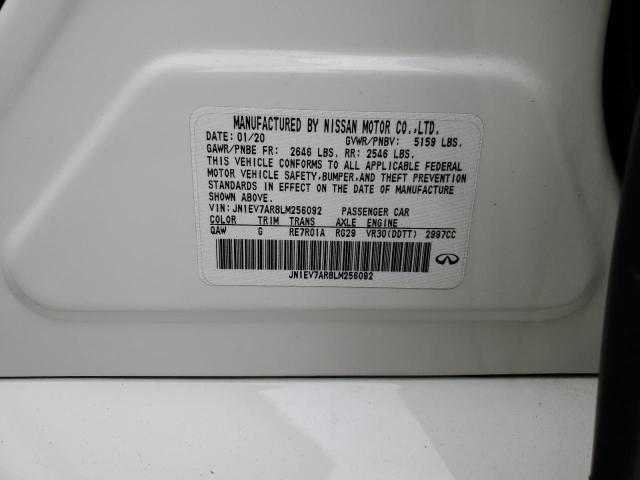 MANUFACTURED BY NISSAN MOTOR CO.,LTD.
DATE: 01/20 GVWR/PNBV: 5159 LBS.
GAWR/PNBE FR: 2646 LBS. RR: 2546 LBS.
THIS VEHICLE CONFORMS TO ALL APPLICABLE FEDERAL
MOTOR VEHICLE SAFETY,BUMPER,AND THEFT PREVENTION
STANDARDS IN EFFECT ON THE DATE OF MANUFACTURE
SHOWN ABOVE.
VIN: JN1EV7AR8LM256092 PASSENGER CAR
COLOR TRIM TRANS AXLE ENGINE
QAW G RE7R01A RG29 VR30(DDTT) 2997CC
JN1EV7AR8LM256092